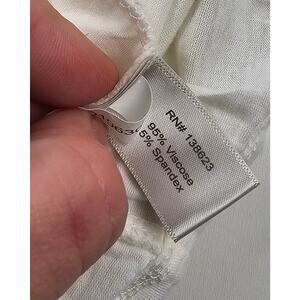 RN# 138623
95% Viscose
5% Spandex